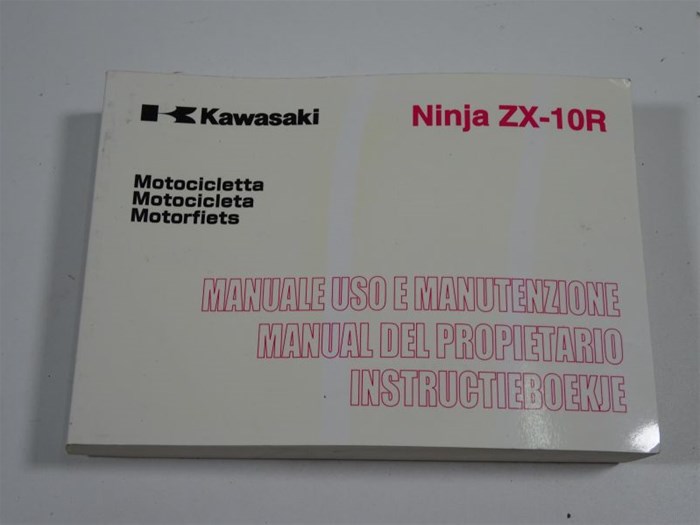 Kawasaki
Ninja ZX-10R
Motocicletta
Motocicleta
Motorfiets
MANUALE USO E MANUTENZIONE
MANUAL DEL PROPIETARIO
INSTRUCTIEBOEKJE